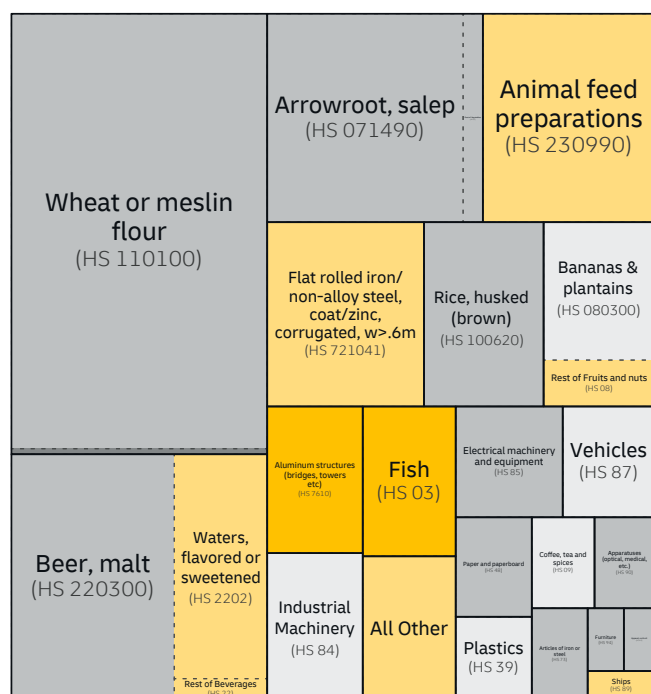 Wheat or meslin
flour
(HS 110100)
Arrowroot, salep
(HS 071490)
Animal feed
preparations
(HS 230990)
Flat rolled iron/
non-alloy steel,
coat/zinc,
corrugated, w>.6m
(HS 721041)
Rice, husked
(brown)
(HS 100620)
Bananas &
plantains
(HS 080300)
Rest of Fruits and nuts
(HS 08)
Beer, malt
(HS 220300)
Waters,
flavored or
sweetened
(HS 2202)
Rest of Beverages
(HS 22)
Aluminum structures
(bridges, towers
etc)
(HS 7610)
Fish
(HS 03)
Electrical machinery
and equipment
(HS 85)
Vehicles
(HS 87)
Industrial
Machinery
(HS 84)
All Other
Paper and paperboard
(HS 48)
Coffee, tea and
spices
(HS 09)
Apparatuses
(optical, medical,
etc.)
(HS 90)
Plastics
(HS 39)
Articles of iron or
steel
(HS 73)
Furniture
(HS 94)
Ships
(HS 89)